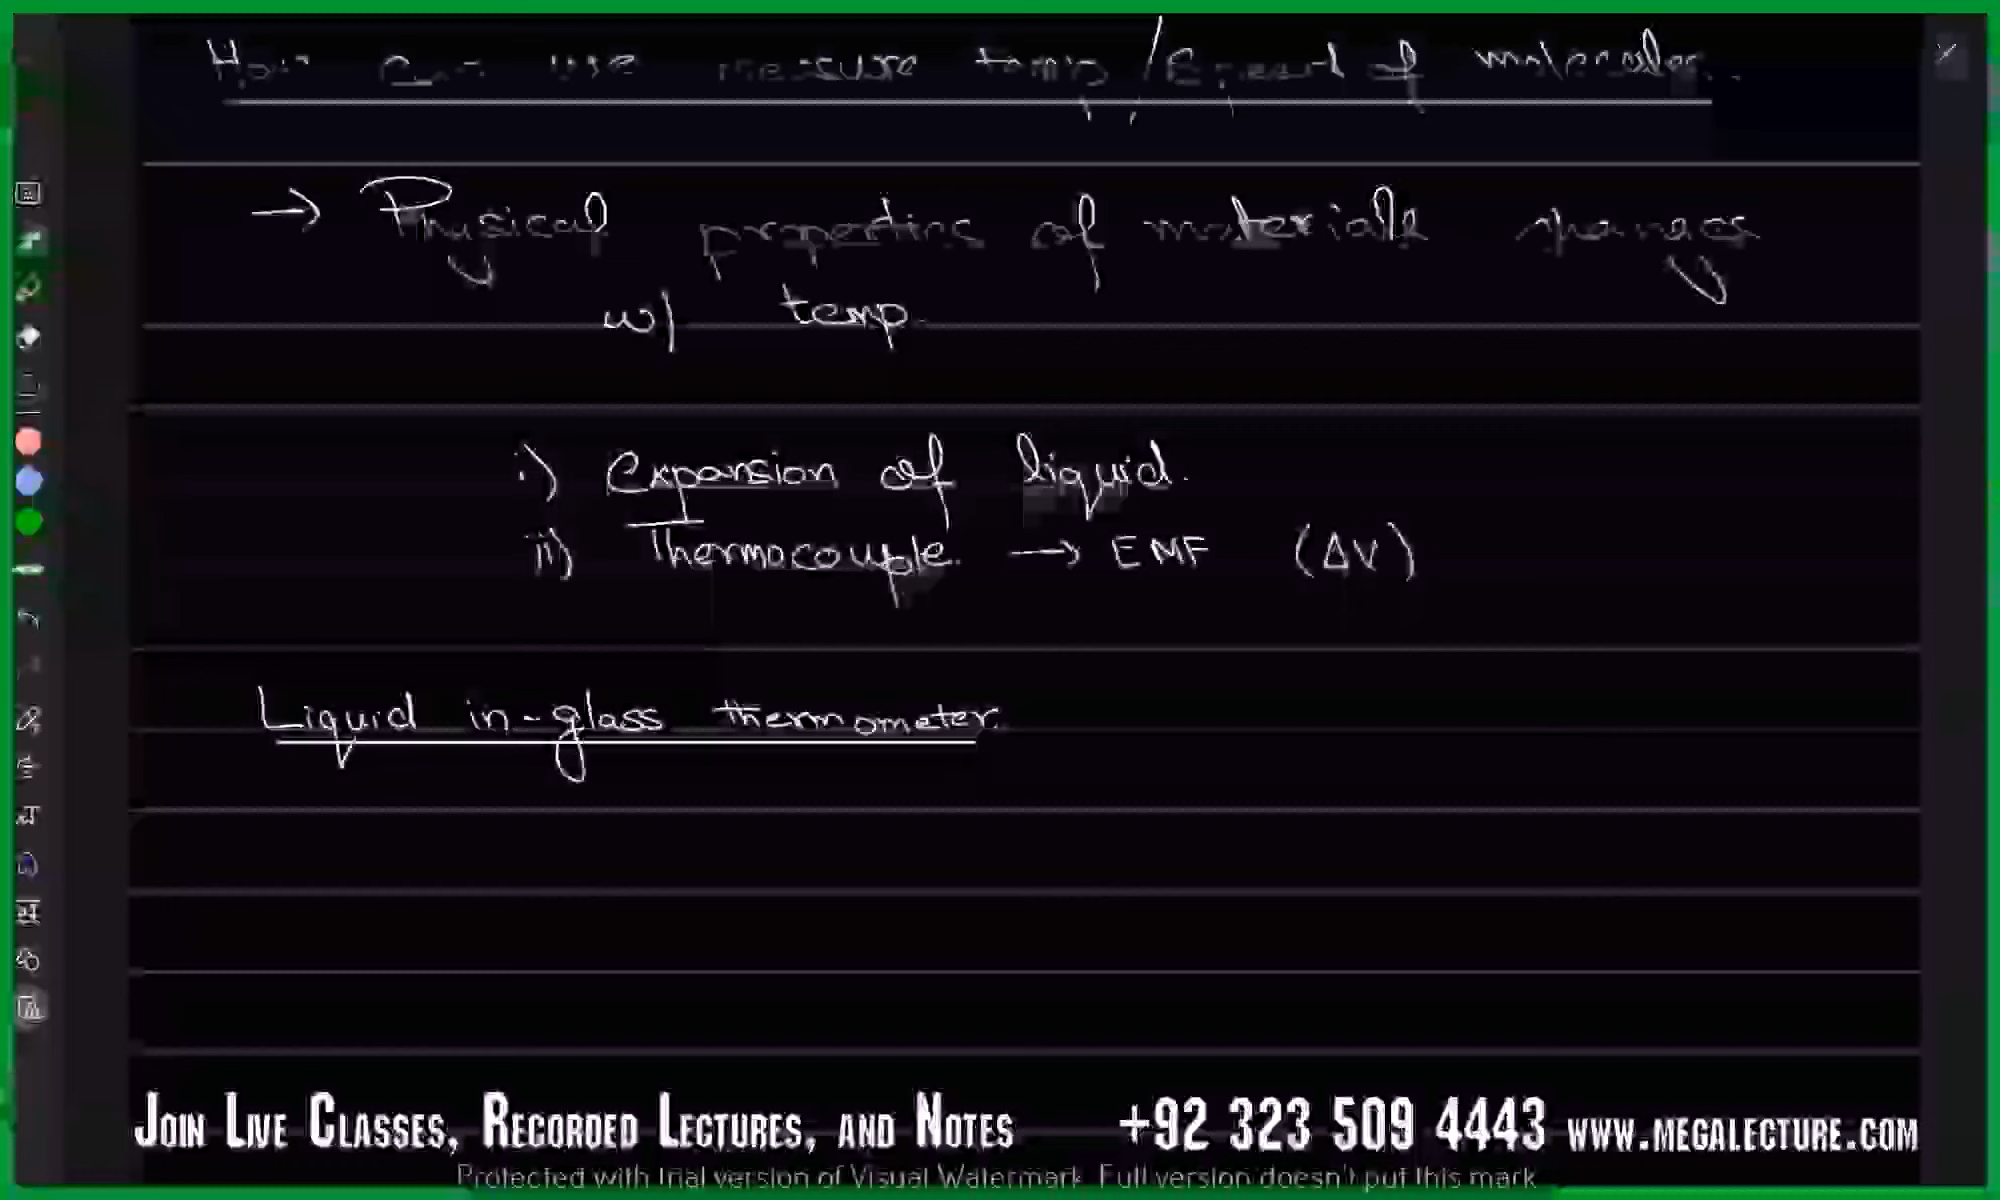 How can we measure temp / Speed of molecules.
→ Physical properties of materials changes
w/ temp.
i) Expansion of liquid.
ii) Thermocouple. → EMF (ΔV)
Liquid in-glass thermometer.
JOIN LIVE CLASSES, RECORDED LECTURES, AND NOTES +92 323 509 4443 WWW.MEGALECTURE.COM
Protected with trial version of Visual Watermark. Full version doesn't put this mark.